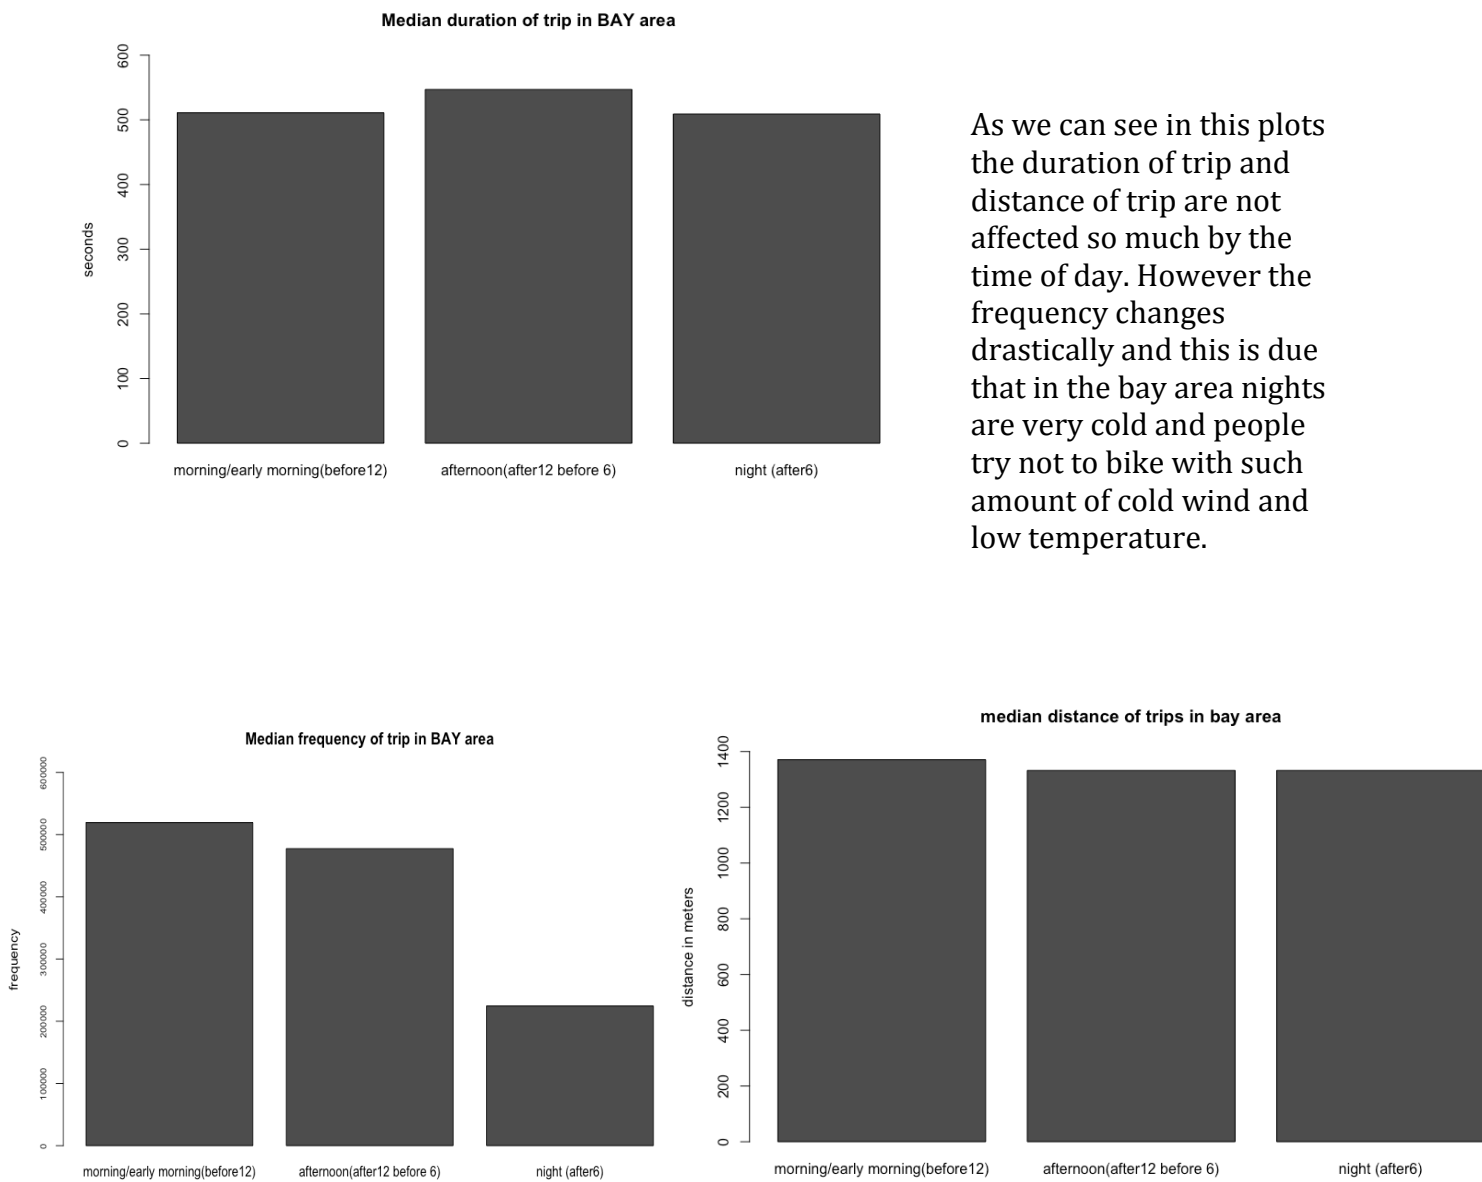 Median duration of trip in BAY area
600
500
400
300
200
100
0
seconds
morning/early morning(before12)
afternoon(after12 before 6)
night (after6)
As we can see in this plots
the duration of trip and
distance of trip are not
affected so much by the
time of day. However the
frequency changes
drastically and this is due
that in the bay area nights
are very cold and people
try not to bike with such
amount of cold wind and
low temperature.
Median frequency of trip in BAY area
600000
500000
400000
300000
200000
100000
0
frequency
morning/early morning(before12)
afternoon(after12 before 6)
night (after6)
median distance of trips in bay area
1400
1200
1000
800
600
400
200
0
distance in meters
morning/early morning(before12)
afternoon(after12 before 6)
night (after6)